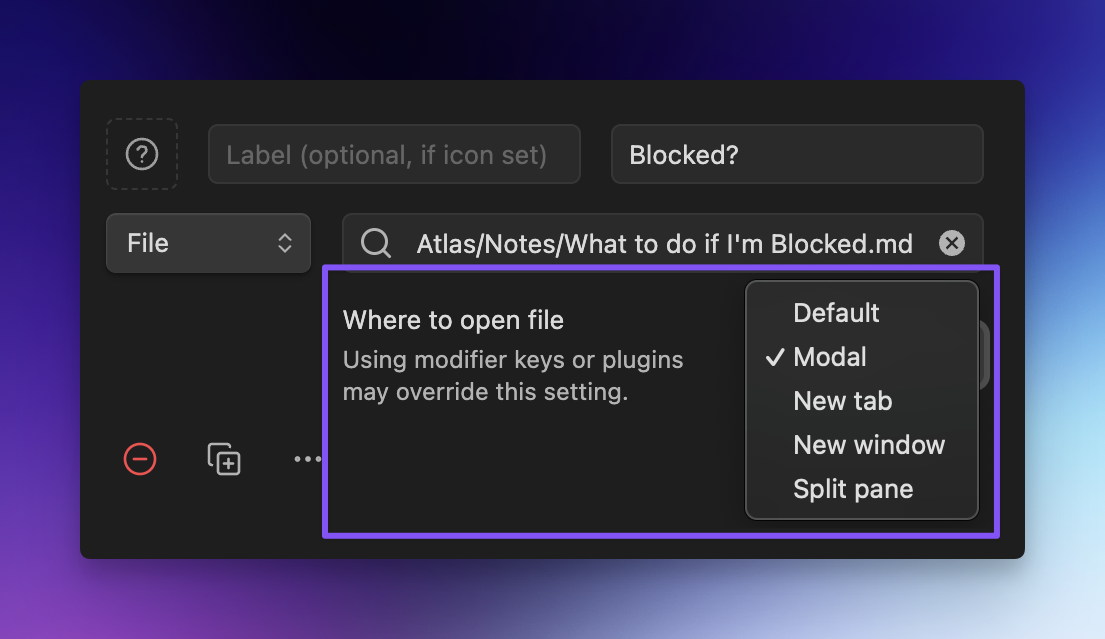 Label (optional, if icon set)
Blocked?
File
Atlas/Notes/What to do if I'm Blocked.md
Where to open file
Using modifier keys or plugins
may override this setting.
Default
Modal
New tab
New window
Split pane